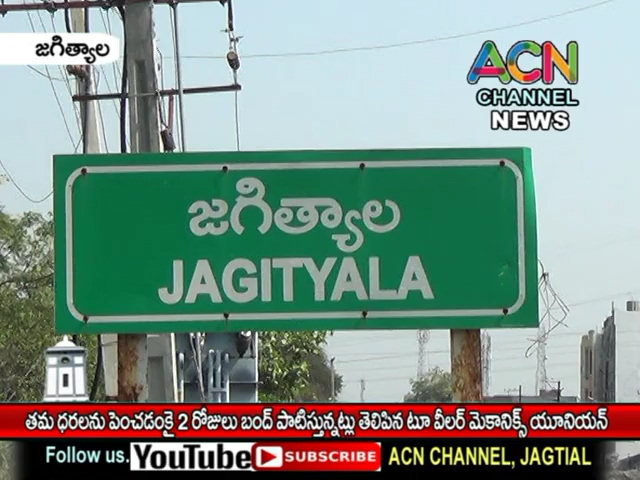 జగిత్యాల
ACN
CHANNEL
NEWS
జగిత్యాల
JAGITYALA
తమ ధరలను పెంచడంకై 2 రోజులు బంద్ పాటిస్తున్నట్లు తెలిపిన టూ వీలర్ మెకానిక్స్ యూనియన్
Follow us. YouTube SUBSCRIBE ACN CHANNEL, JAGTIAL